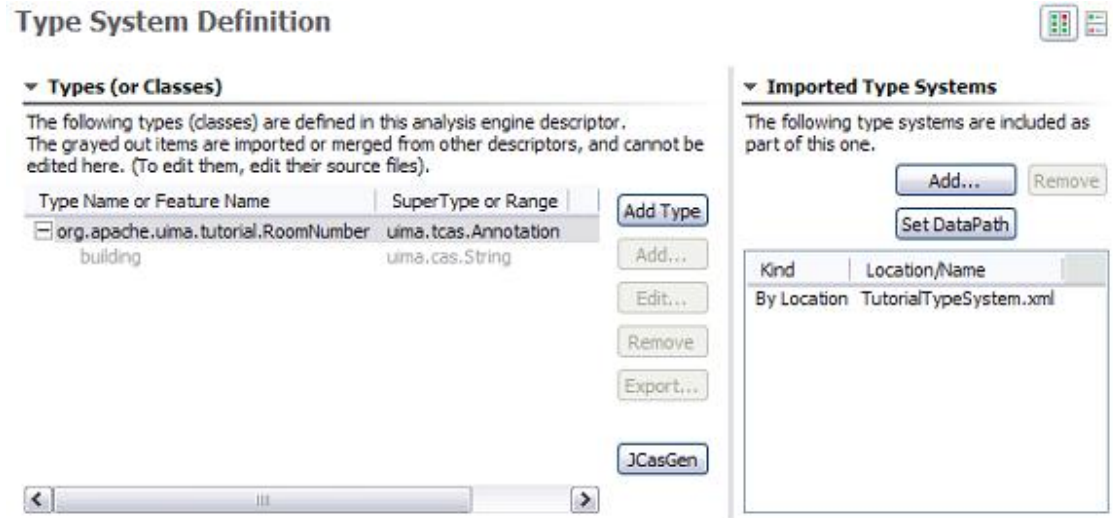 Type System Definition
Types (or Classes)
The following types (classes) are defined in this analysis engine descriptor.
The grayed out items are imported or merged from other descriptors, and cannot be
edited here. (To edit them, edit their source files).
Type Name or Feature Name SuperType or Range
org.apache.uima.tutorial.RoomNumber uima.tcas.Annotation
building uima.cas.String
Add Type
Add...
Edit...
Remove
Export...
JCasGen
Imported Type Systems
The following type systems are included as
part of this one.
Add... Remove
Set DataPath
Kind Location/Name
By Location TutorialTypeSystem.xml